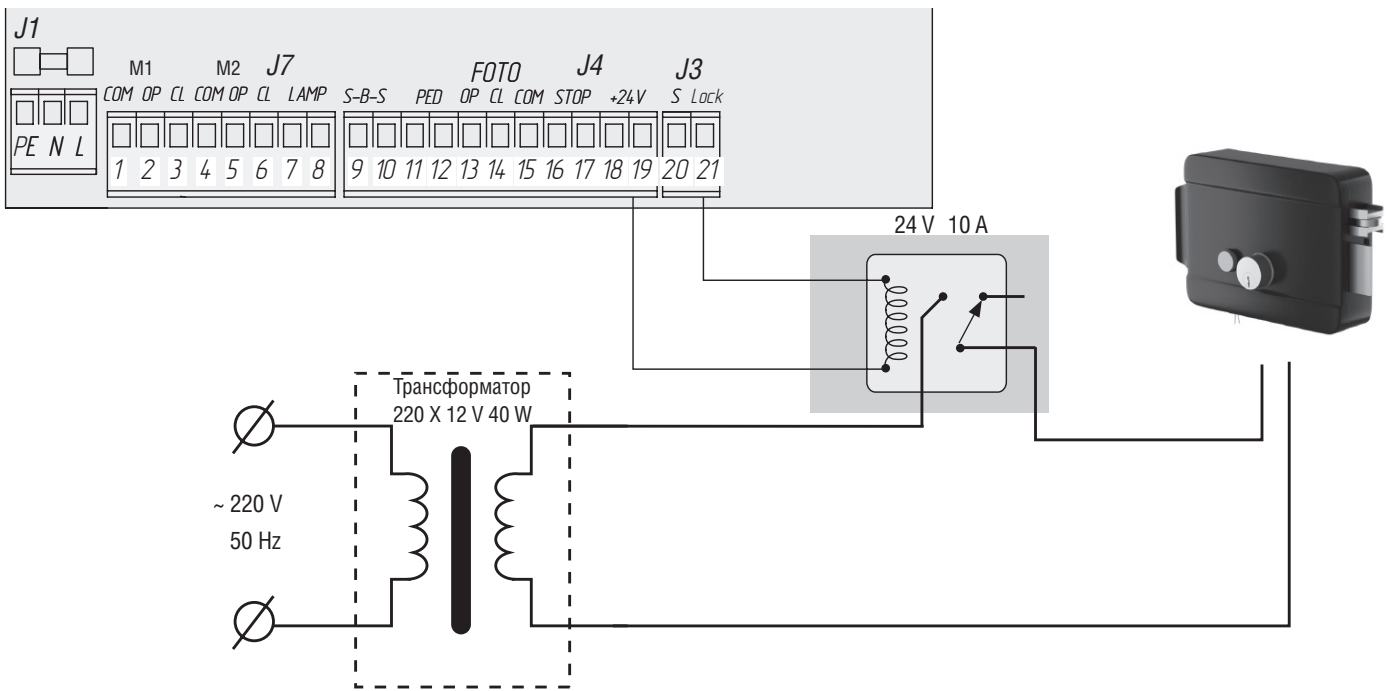 J1
M1 M2 J7 FOTO J4 J3
COM OP CL COM OP CL LAMP S-B-S PED OP CL COM STOP +24V S Lock
PE N L
1 2 3 4 5 6 7 8 9 10 11 12 13 14 15 16 17 18 19 20 21
24 V 10 A
Трансформатор
220 X 12 V 40 W
~ 220 V
50 Hz